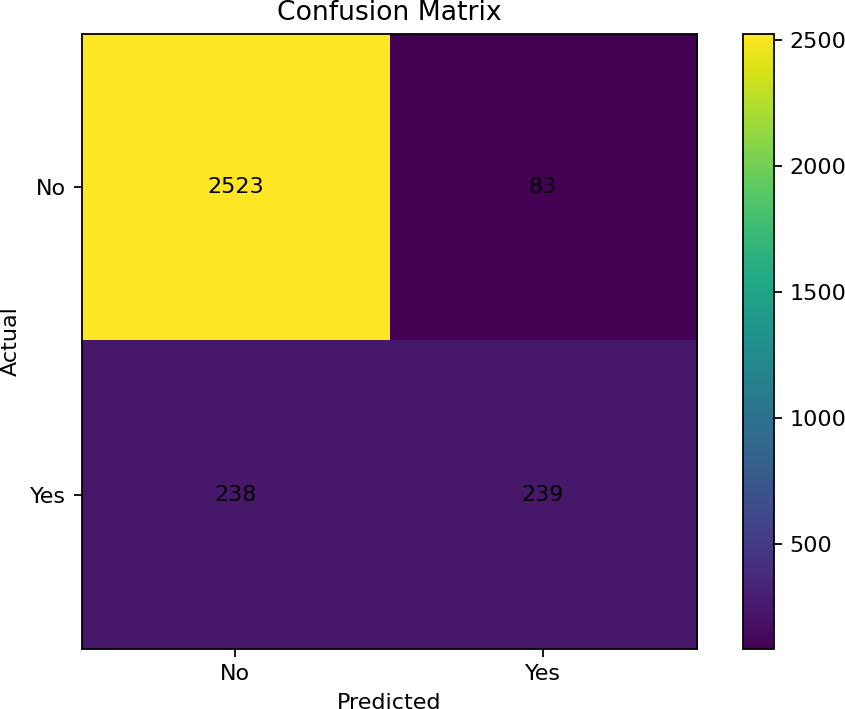 Confusion Matrix
2500
2000
No
2523
83
1500
Actual
1000
Yes
238
239
500
No
Yes
Predicted